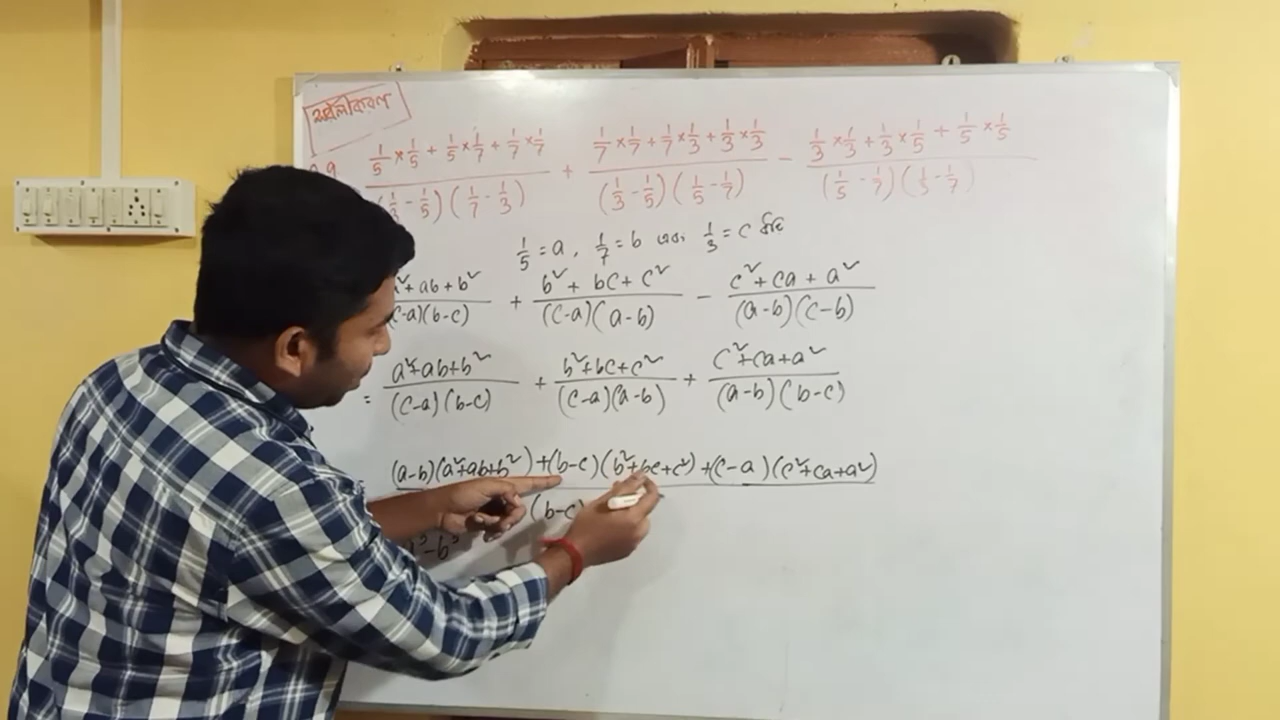 সরলীকরণ
1/5 × 1/5 + 1/5 × 1/7 + 1/7 × 1/7 / (1/3 - 1/5)(1/7 - 1/3) + 1/7 × 1/7 + 1/7 × 1/3 + 1/3 × 1/3 / (1/3 - 1/5)(1/5 - 1/7) - 1/3 × 1/3 + 1/3 × 1/5 + 1/5 × 1/5 / (1/5 - 1/7)(1/3 - 1/7)
1/5 = a, 1/7 = b এবং 1/3 = c ধরি
a² + ab + b² / (c-a)(b-c) + b² + bc + c² / (c-a)(a-b) - c² + ca + a² / (a-b)(c-b)
= a²+ab+b² / (c-a)(b-c) + b²+bc+c² / (c-a)(a-b) + c²+ca+a² / (a-b)(b-c)
(a-b)(a²+ab+b²) + (b-c)(b²+bc+c²) + (c-a)(c²+ca+a²)
(b-c)
a³-b³